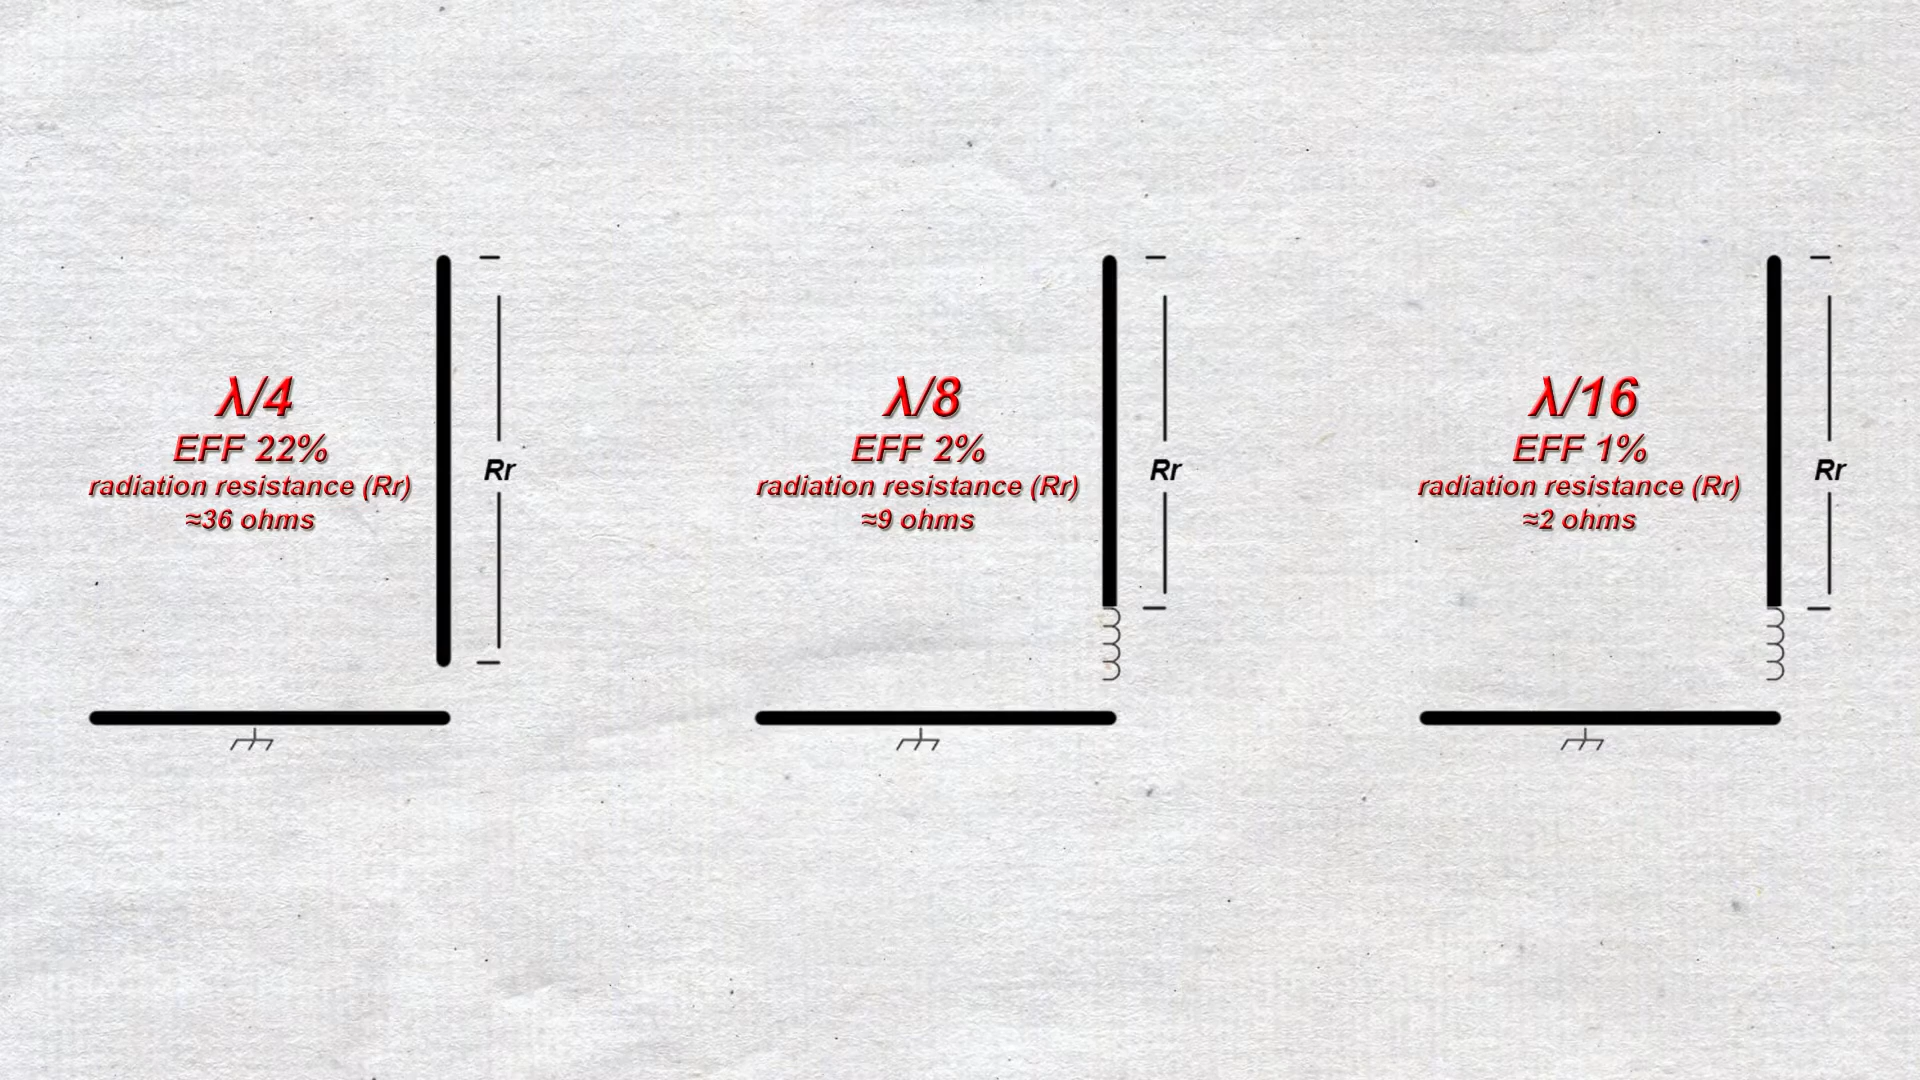 λ/4
EFF 22%
radiation resistance (Rr)
≈36 ohms
Rr
λ/8
EFF 2%
radiation resistance (Rr)
≈9 ohms
Rr
λ/16
EFF 1%
radiation resistance (Rr)
≈2 ohms
Rr